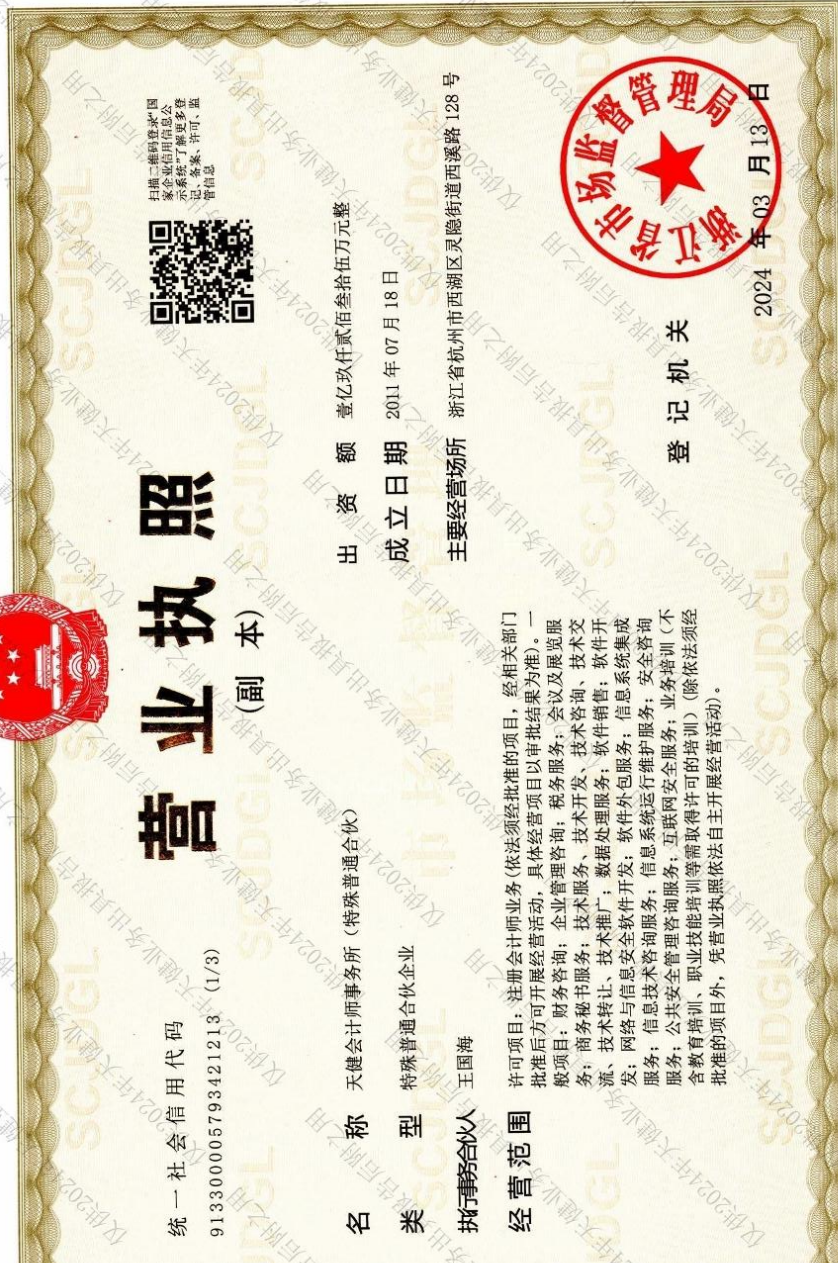 营业执照
(副 本)
统一社会信用代码
913300005793421213 (1/3)
扫描二维码登录“国
家企业信用信息公
示系统”了解更多登
记、备案、许可、监
管信息
名 称 天健会计师事务所（特殊普通合伙）
类 型 特殊普通合伙企业
执行事务合伙人 王国海
经营范围 许可项目：注册会计师业务(依法须经批准的项目，经相关部门
批准后方可开展经营活动，具体经营项目以审批结果为准)。一
般项目：财务咨询；企业管理咨询；税务服务；会议及展览服
务；商务秘书服务；技术服务、技术开发、技术咨询、技术交
流、技术转让、技术推广；数据处理服务；软件销售；软件开
发；网络与信息安全软件开发；软件外包服务；信息系统集成
服务；信息技术咨询服务；信息系统运行维护服务；安全咨询
服务；公共安全管理咨询服务；互联网安全服务；业务培训（不
含教育培训、职业技能培训等需取得许可的培训）(除依法须经
批准的项目外，凭营业执照依法自主开展经营活动)。
出 资 额 壹亿玖仟贰佰叁拾伍万元整
成立日期 2011年07月18日
主要经营场所 浙江省杭州市西湖区灵隐街道西溪路128号
登记机关
浙江省市场监督管理局
2024 年 03 月 13 日
仅供2024年天健业务出具报告后附之用
SCJDGL